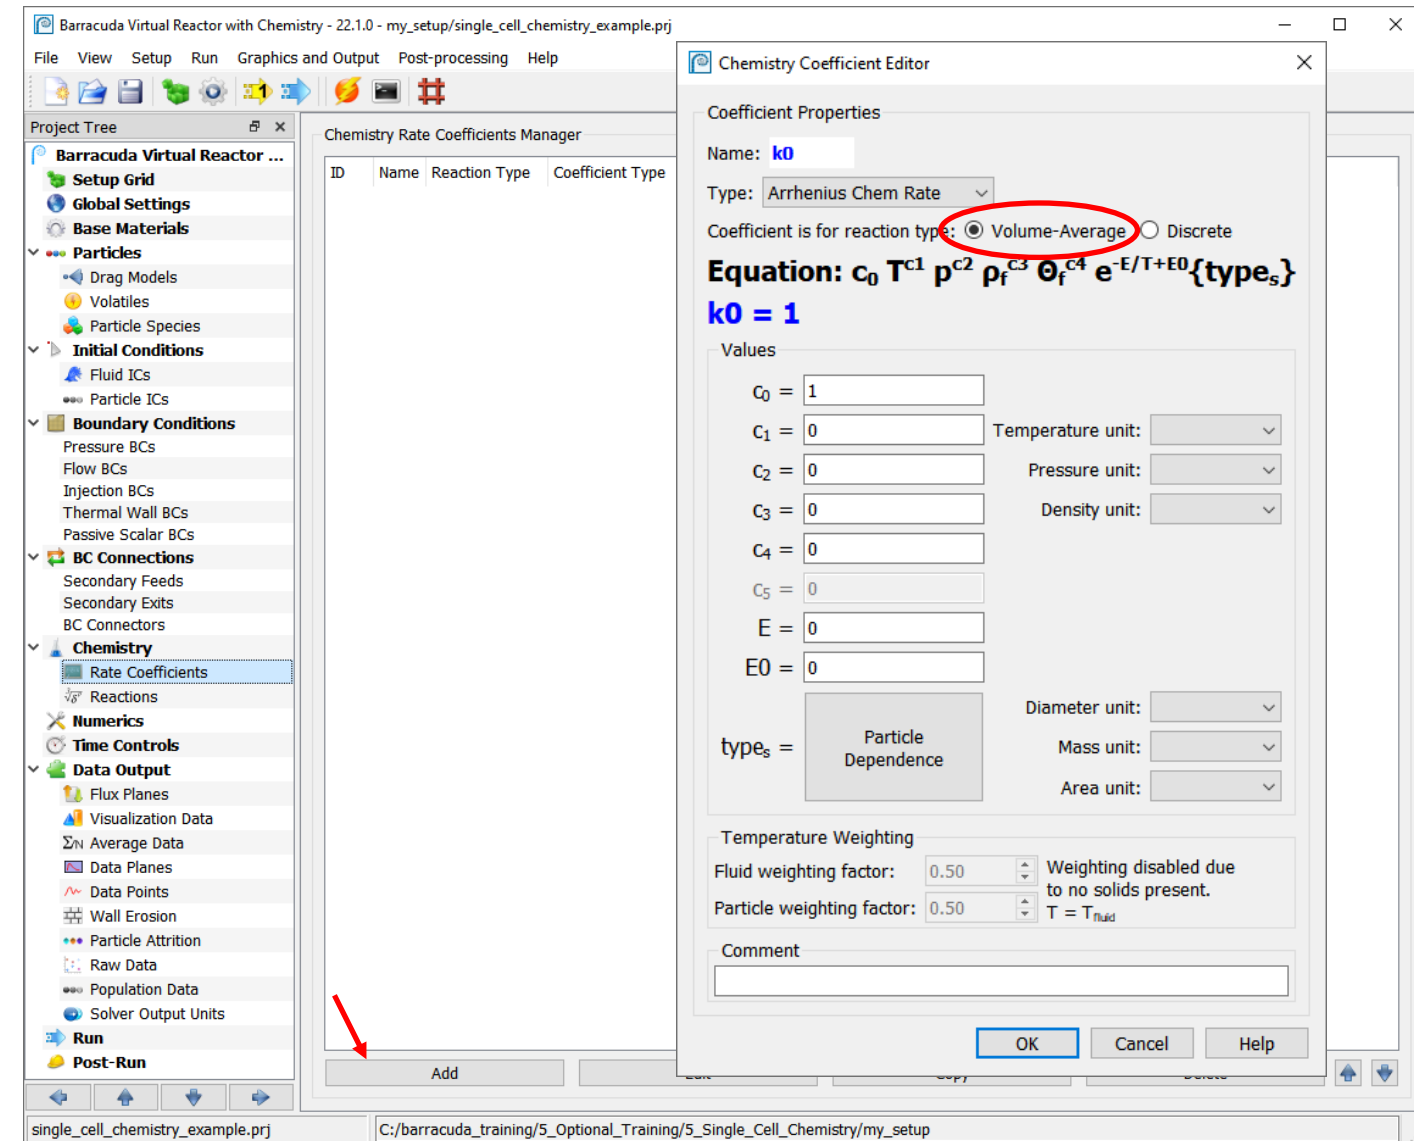 Barracuda Virtual Reactor with Chemistry - 22.1.0 - my_setup/single_cell_chemistry_example.prj
File View Setup Run Graphics and Output Post-processing Help
Project Tree
Barracuda Virtual Reactor ...
Setup Grid
Global Settings
Base Materials
Particles
Drag Models
Volatiles
Particle Species
Initial Conditions
Fluid ICs
Particle ICs
Boundary Conditions
Pressure BCs
Flow BCs
Injection BCs
Thermal Wall BCs
Passive Scalar BCs
BC Connections
Secondary Feeds
Secondary Exits
BC Connectors
Chemistry
Rate Coefficients
Reactions
Numerics
Time Controls
Data Output
Flux Planes
Visualization Data
Average Data
Data Planes
Data Points
Wall Erosion
Particle Attrition
Raw Data
Population Data
Solver Output Units
Run
Post-Run
Chemistry Rate Coefficients Manager
ID Name Reaction Type Coefficient Type
Add
Chemistry Coefficient Editor
Coefficient Properties
Name: k0
Type: Arrhenius Chem Rate
Coefficient is for reaction type: Volume-Average Discrete
Equation: c₀ T^c1 p^c2 ρ_f^c3 Θ_f^c4 e^-E/T+E0{type_s}
k0 = 1
Values
c₀ = 1
c₁ = 0 Temperature unit:
c₂ = 0 Pressure unit:
c₃ = 0 Density unit:
c₄ = 0
c₅ = 0
E = 0
E0 = 0
type_s = Particle Dependence
Diameter unit:
Mass unit:
Area unit:
Temperature Weighting
Fluid weighting factor: 0.50
Particle weighting factor: 0.50
Weighting disabled due
to no solids present.
T = T_fluid
Comment
OK Cancel Help
single_cell_chemistry_example.prj
C:/barracuda_training/5_Optional_Training/5_Single_Cell_Chemistry/my_setup